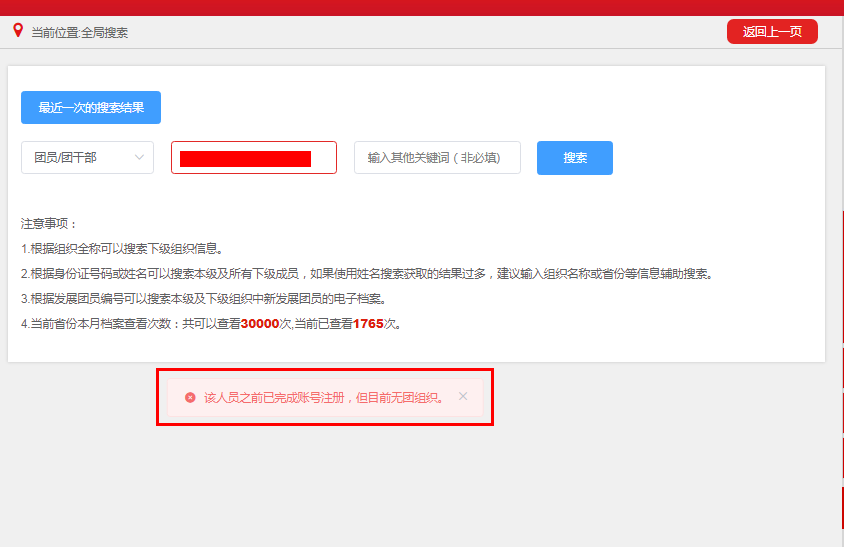 当前位置:全局搜索
返回上一页
最近一次的搜索结果
团员/团干部
输入其他关键词（非必填)
搜索
注意事项：
1.根据组织全称可以搜索下级组织信息。
2.根据身份证号码或姓名可以搜索本级及所有下级成员，如果使用姓名搜索获取的结果过多，建议输入组织名称或省份等信息辅助搜索。
3.根据发展团员编号可以搜索本级及下级组织中新发展团员的电子档案。
4.当前省份本月档案查看次数：共可以查看30000次,当前已查看1765次。
该人员之前已完成账号注册，但目前无团组织。